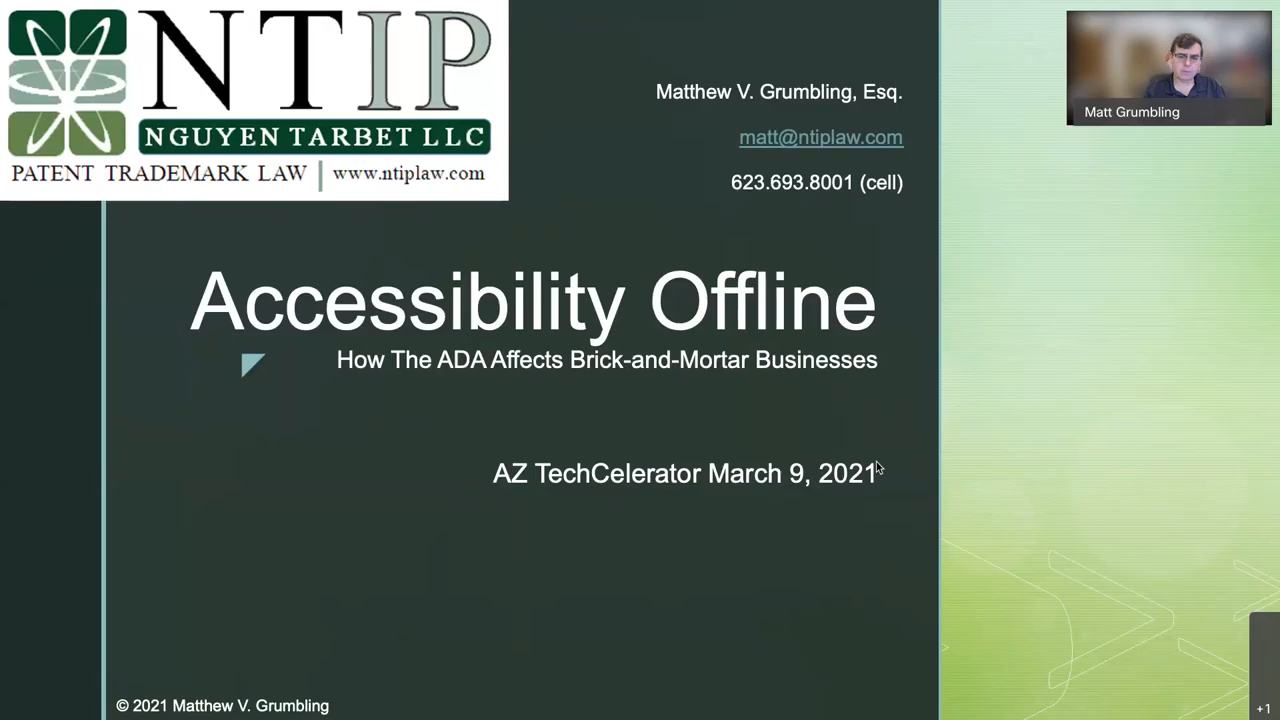 NTIP
NGUYEN TARBET LLC
PATENT TRADEMARK LAW | www.ntiplaw.com
Matthew V. Grumbling, Esq.
matt@ntiplaw.com
623.693.8001 (cell)
Matt Grumbling
Accessibility Offline
How The ADA Affects Brick-and-Mortar Businesses
AZ TechCelerator March 9, 2021
© 2021 Matthew V. Grumbling
+1